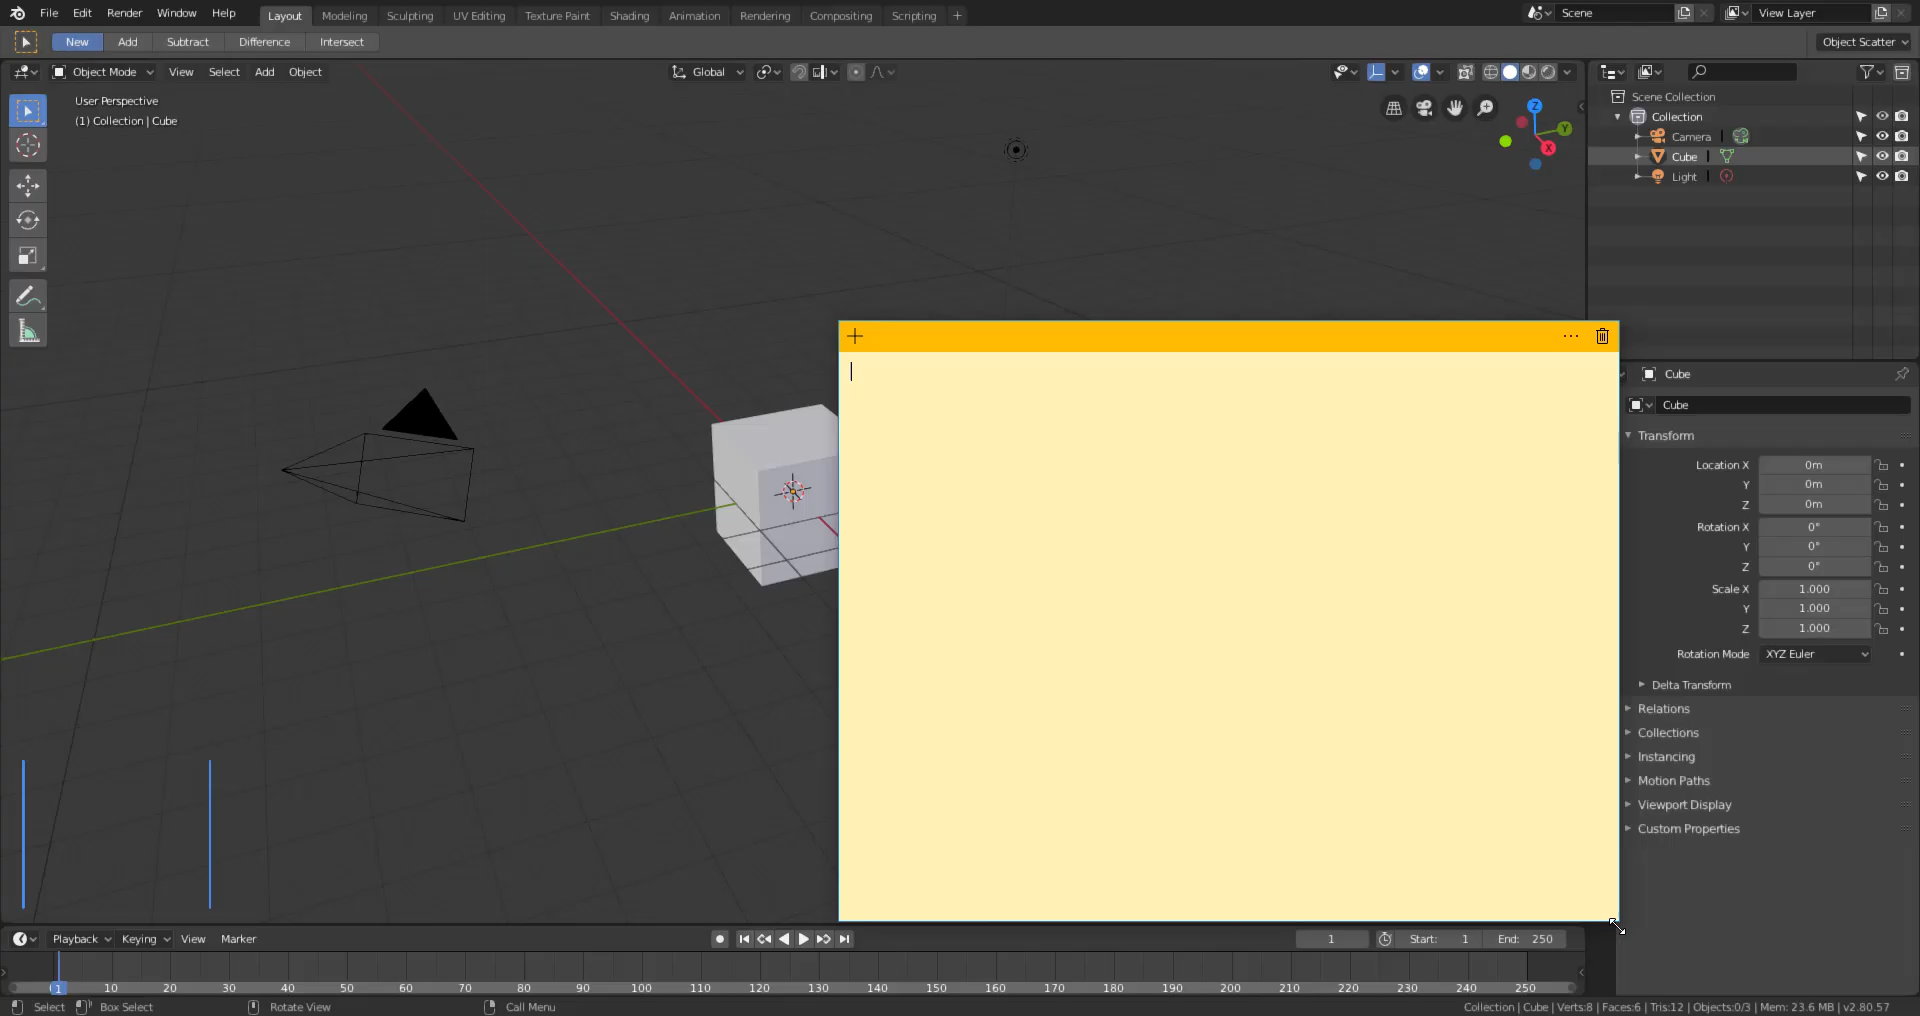 File Edit Render Window Help Layout Modeling Sculpting UV Editing Texture Paint Shading Animation Rendering Compositing Scripting + Scene View Layer
New Add Subtract Difference Intersect Object Scatter
Object Mode View Select Add Object Global
User Perspective
(1) Collection | Cube
Z
Y
X
Scene Collection
Collection
Camera
Cube
Light
Cube
Cube
Transform
Location X 0m
Y 0m
Z 0m
Rotation X 0°
Y 0°
Z 0°
Scale X 1.000
Y 1.000
Z 1.000
Rotation Mode XYZ Euler
Delta Transform
Relations
Collections
Instancing
Motion Paths
Viewport Display
Custom Properties
Playback Keying View Marker 1 Start: 1 End: 250
1 10 20 30 40 50 60 70 80 90 100 110 120 130 140 150 160 170 180 190 200 210 220 230 240 250
Select Box Select Rotate View Call Menu Collection | Cube | Verts:8 | Faces:6 | Tris:12 | Objects:0/3 | Mem: 23.6 MB | v2.80.57